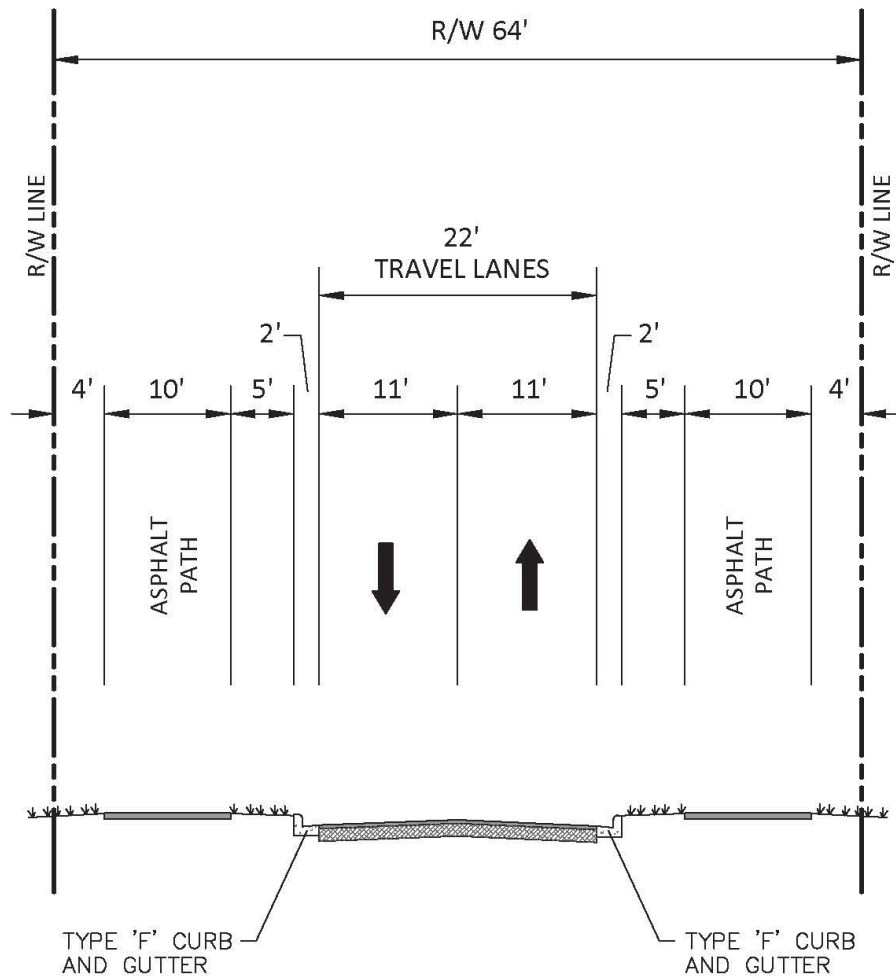 R/W 64'
R/W LINE
R/W LINE
22'
TRAVEL LANES
2'
2'
4'
10'
5'
11'
11'
5'
10'
4'
ASPHALT
PATH
ASPHALT
PATH
TYPE 'F' CURB
AND GUTTER
TYPE 'F' CURB
AND GUTTER